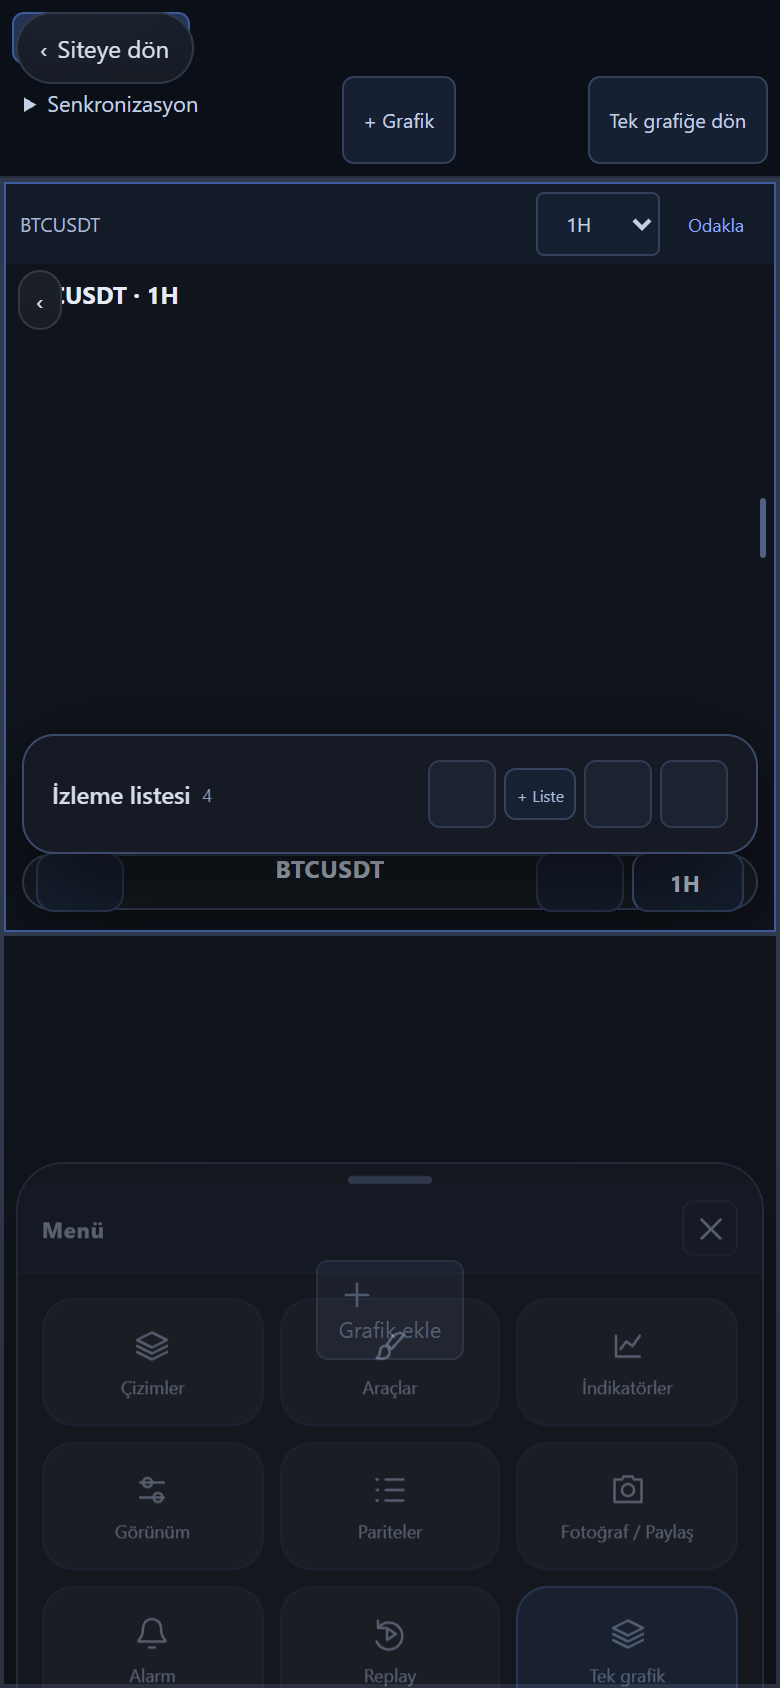 ‹ Siteye dön
▶ Senkronizasyon
+ Grafik
Tek grafiğe dön
BTCUSDT
1H
Odakla
‹
CUSDT · 1H
İzleme listesi 4
+ Liste
BTCUSDT
1H
Menü
Grafik ekle
Çizimler
Araçlar
İndikatörler
Görünüm
Pariteler
Fotoğraf / Paylaş
Alarm
Replay
Tek grafik